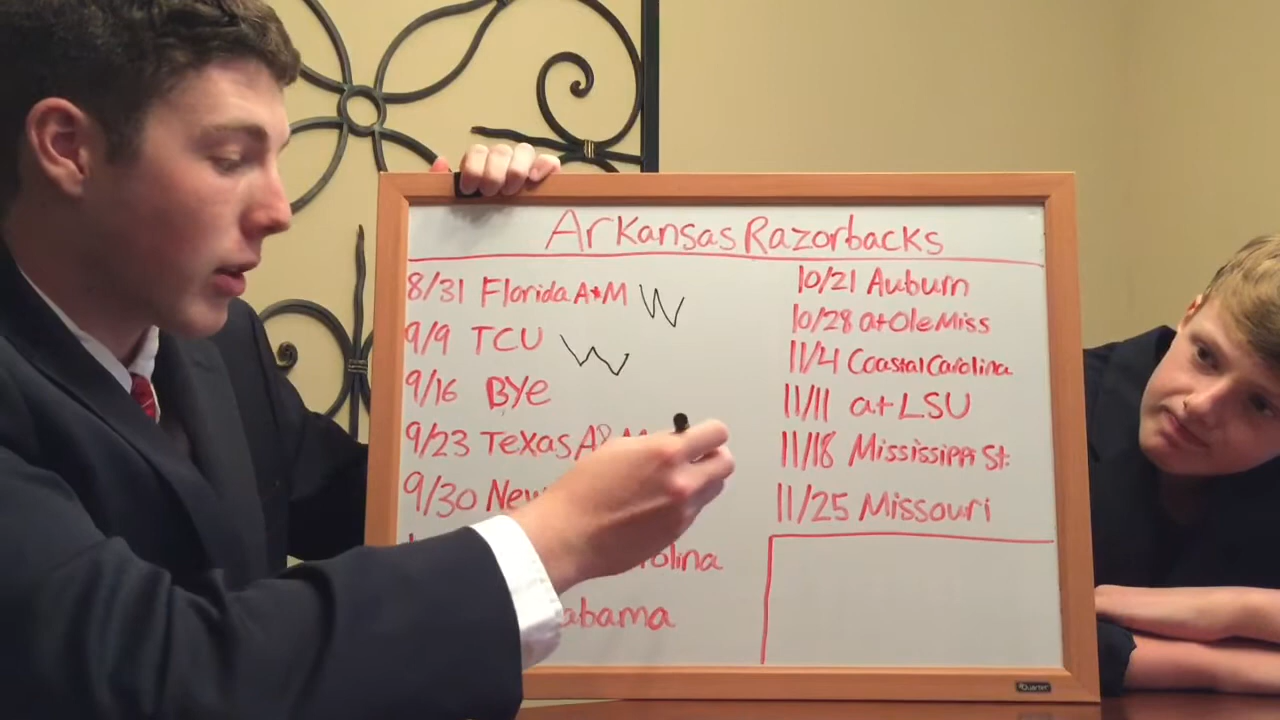 Arkansas Razorbacks
8/31 Florida A&M W
9/9 TCU W
9/16 BYe
9/23 Texas A&M
9/30 New
10/21 Auburn
10/28 at Ole Miss
11/4 Coastal Carolina
11/11 at LSU
11/18 Mississippi St.
11/25 Missouri
Quartet